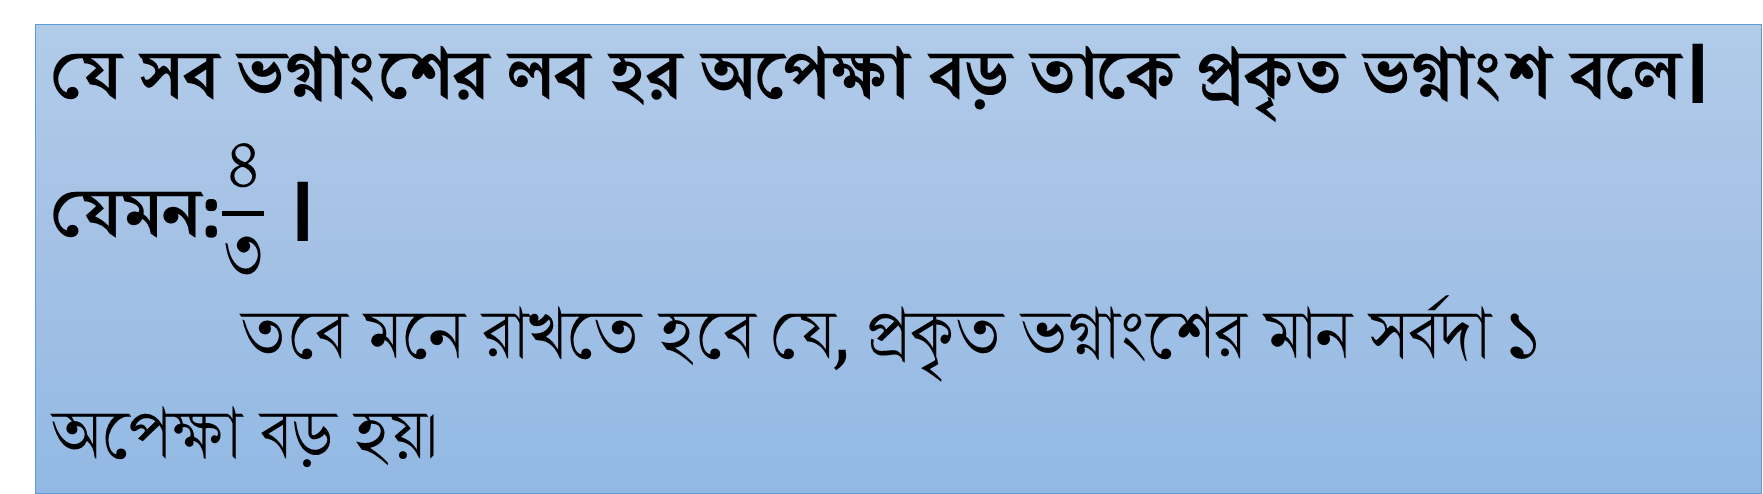 যে সব ভগ্নাংশের লব হর অপেক্ষা বড় তাকে প্রকৃত ভগ্নাংশ বলে।
যেমন: ৪/৩ ।
তবে মনে রাখতে হবে যে, প্রকৃত ভগ্নাংশের মান সর্বদা ১
অপেক্ষা বড় হয়।